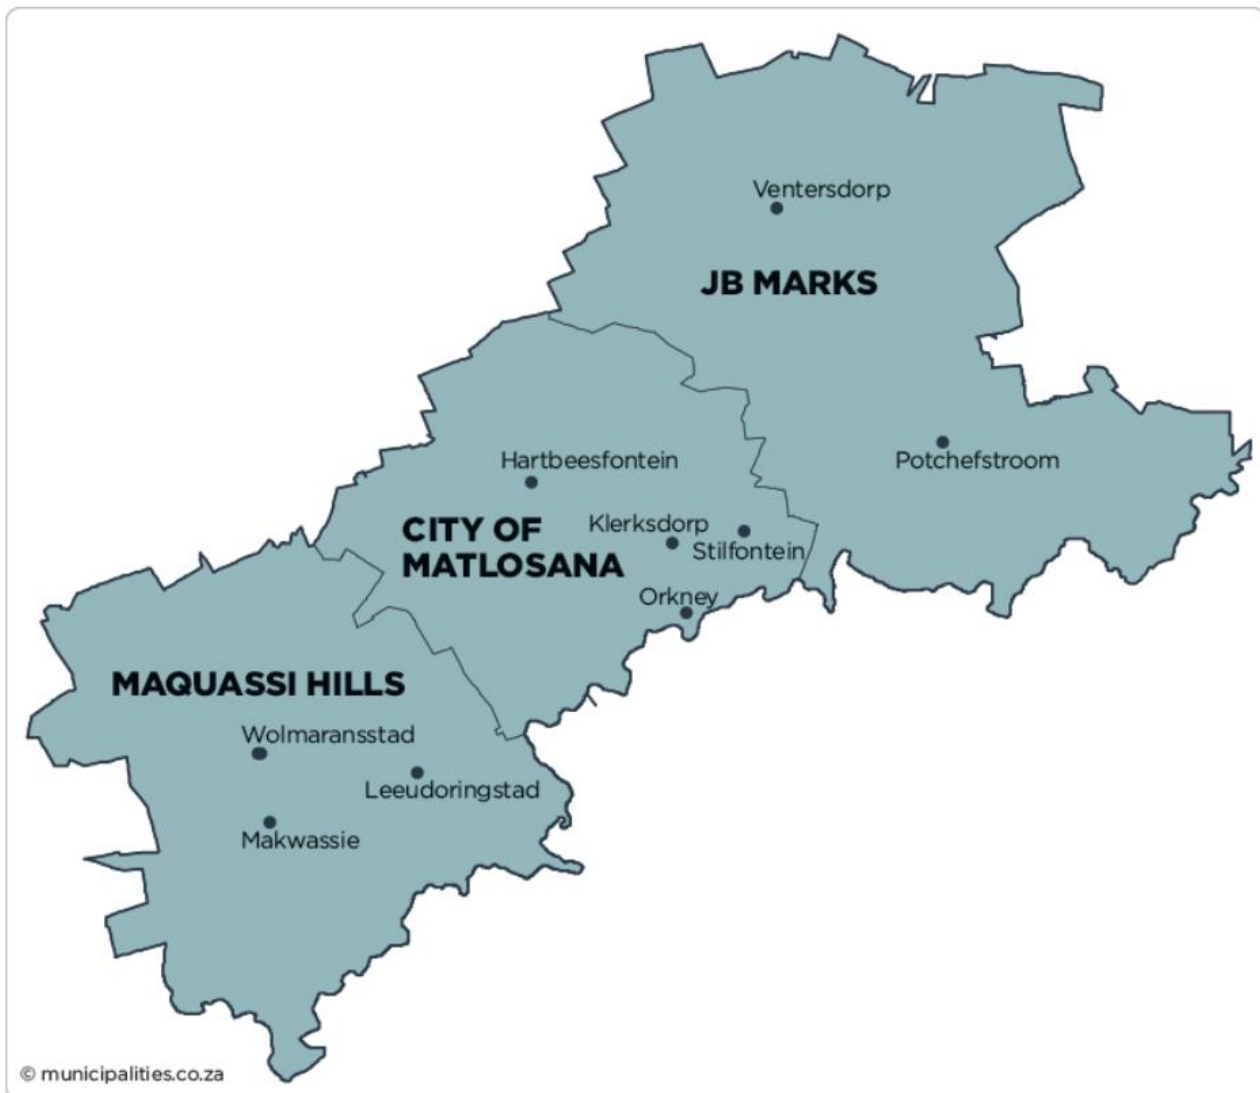 Ventersdorp
JB MARKS
Potchefstroom
Hartbeesfontein
CITY OF
MATLOSANA
Klerksdorp
Stilfontein
Orkney
MAQUASSI HILLS
Wolmaransstad
Leeudoringstad
Makwassie
© municipalities.co.za